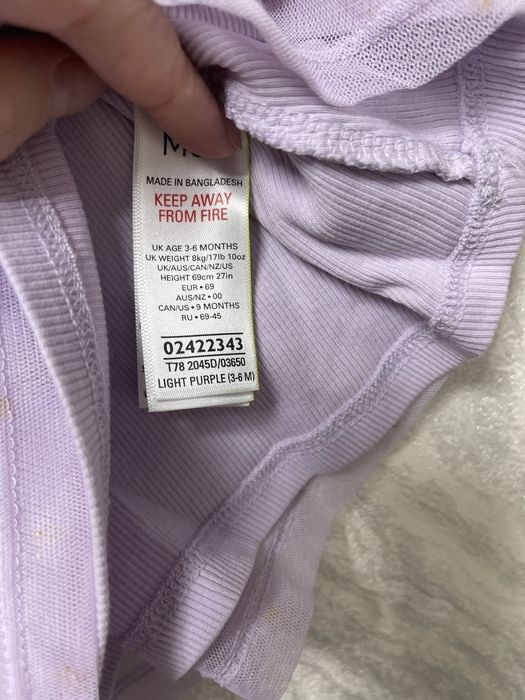 MADE IN BANGLADESH
KEEP AWAY
FROM FIRE
UK AGE 3-6 MONTHS
UK WEIGHT 8kg/17lb 10oz
UK/AUS/CAN/NZ/US
HEIGHT 69cm 27in
EUR • 69
AUS/NZ • 00
CAN/US • 9 MONTHS
RU • 69-45
02422343
T78 2045D/03650
LIGHT PURPLE (3-6 M)